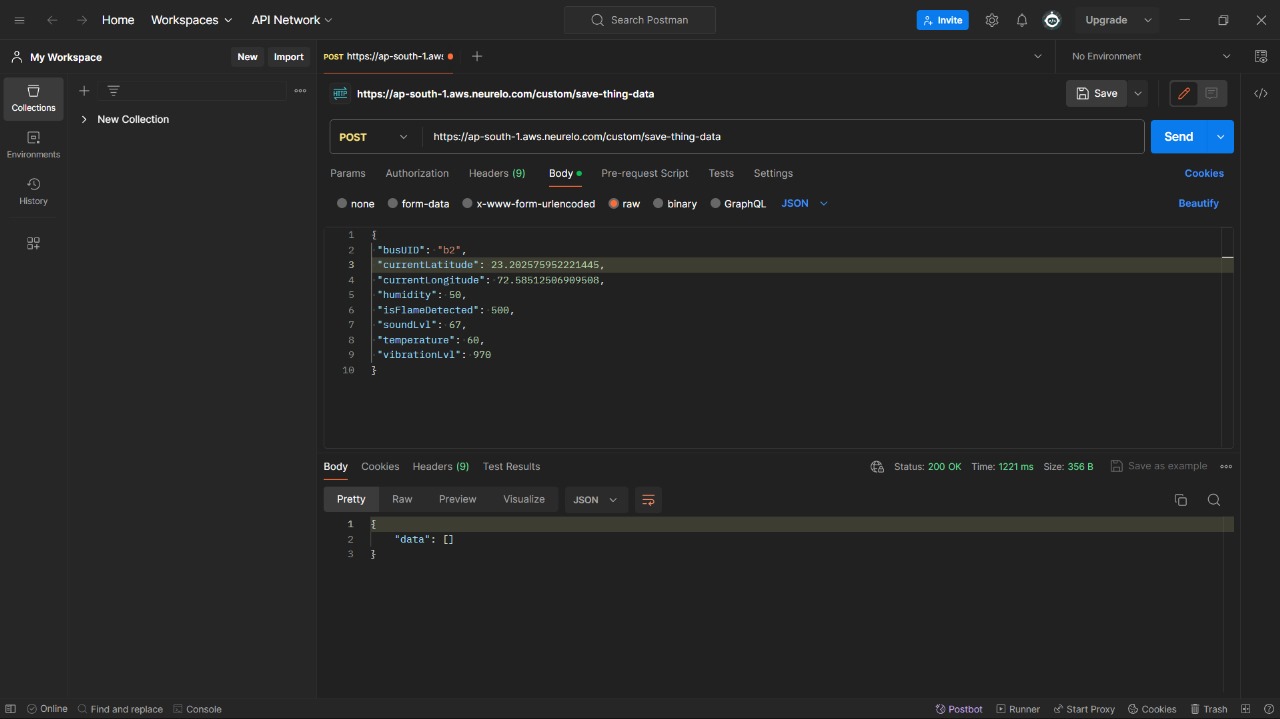 Home Workspaces API Network Search Postman Invite Upgrade
My Workspace New Import POST https://ap-south-1.aws No Environment
Collections
Environments
History
New Collection
https://ap-south-1.aws.neurelo.com/custom/save-thing-data Save
POST https://ap-south-1.aws.neurelo.com/custom/save-thing-data Send
Params Authorization Headers (9) Body Pre-request Script Tests Settings Cookies
none form-data x-www-form-urlencoded raw binary GraphQL JSON Beautify
1 {
2 "busUID": "b2",
3 "currentLatitude": 23.202575952221445,
4 "currentLongitude": 72.58512506909508,
5 "humidity": 50,
6 "isFlameDetected": 500,
7 "soundLvl": 67,
8 "temperature": 60,
9 "vibrationLvl": 970
10 }
Body Cookies Headers (9) Test Results Status: 200 OK Time: 1221 ms Size: 356 B Save as example
Pretty Raw Preview Visualize JSON
1 {
2 "data": []
3 }
Online Find and replace Console Postbot Runner Start Proxy Cookies Trash